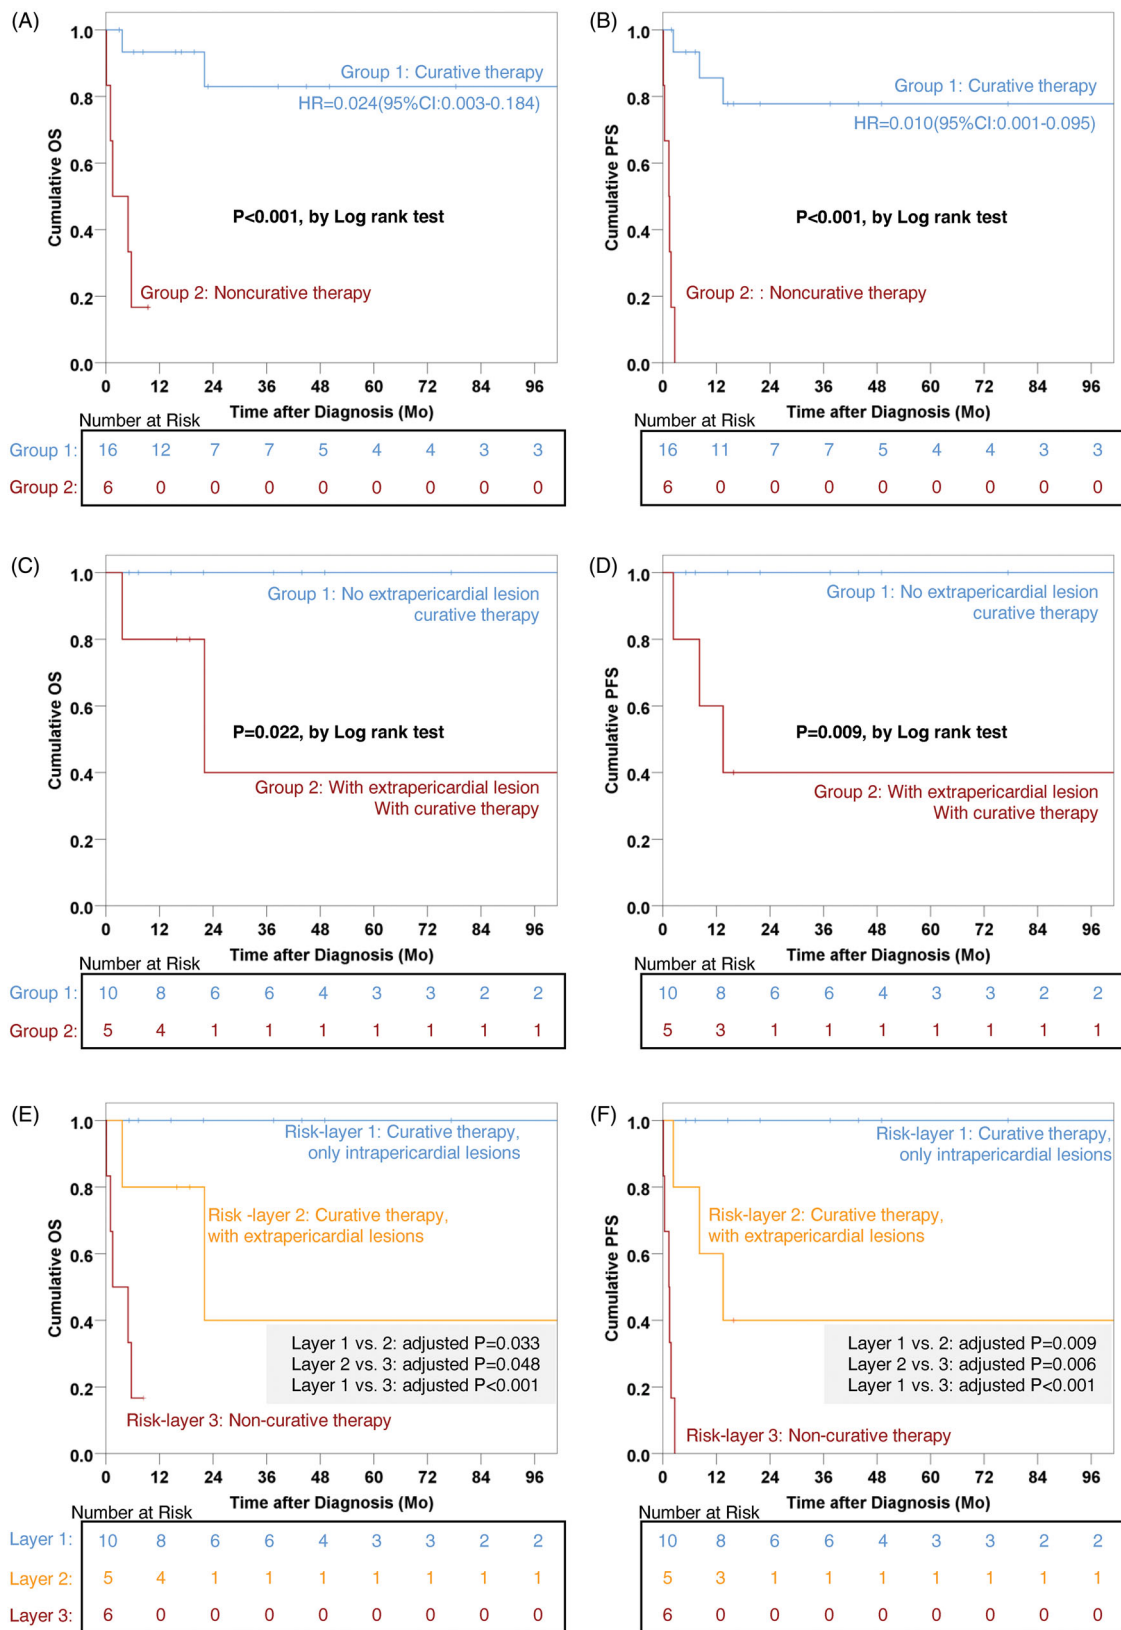 (A)
1.0
0.8
0.6
0.4
0.2
0.0
Cumulative OS
Group 1: Curative therapy
HR=0.024(95%CI:0.003-0.184)
P<0.001, by Log rank test
Group 2: Noncurative therapy
0 12 24 36 48 60 72 84 96
Time after Diagnosis (Mo)
Number at Risk
Group 1: 16 12 7 7 5 4 4 3 3
Group 2: 6 0 0 0 0 0 0 0 0
(B)
1.0
0.8
0.6
0.4
0.2
0.0
Cumulative PFS
Group 1: Curative therapy
HR=0.010(95%CI:0.001-0.095)
P<0.001, by Log rank test
Group 2: : Noncurative therapy
0 12 24 36 48 60 72 84 96
Time after Diagnosis (Mo)
Number at Risk
16 11 7 7 5 4 4 3 3
6 0 0 0 0 0 0 0 0
(C)
1.0
0.8
0.6
0.4
0.2
0.0
Cumulative OS
Group 1: No extrapericardial lesion
curative therapy
P=0.022, by Log rank test
Group 2: With extrapericardial lesion
With curative therapy
0 12 24 36 48 60 72 84 96
Time after Diagnosis (Mo)
Number at Risk
Group 1: 10 8 6 6 4 3 3 2 2
Group 2: 5 4 1 1 1 1 1 1 1
(D)
1.0
0.8
0.6
0.4
0.2
0.0
Cumulative PFS
Group 1: No extrapericardial lesion
curative therapy
P=0.009, by Log rank test
Group 2: With extrapericardial lesion
With curative therapy
0 12 24 36 48 60 72 84 96
Time after Diagnosis (Mo)
Number at Risk
10 8 6 6 4 3 3 2 2
5 3 1 1 1 1 1 1 1
(E)
1.0
0.8
0.6
0.4
0.2
0.0
Cumulative OS
Risk-layer 1: Curative therapy,
only intrapericardial lesions
Risk -layer 2: Curative therapy,
with extrapericardial lesions
Layer 1 vs. 2: adjusted P=0.033
Layer 2 vs 3: adjusted P=0.048
Layer 1 vs. 3: adjusted P<0.001
Risk-layer 3: Non-curative therapy
0 12 24 36 48 60 72 84 96
Time after Diagnosis (Mo)
Number at Risk
Layer 1: 10 8 6 6 4 3 3 2 2
Layer 2: 5 4 1 1 1 1 1 1 1
Layer 3: 6 0 0 0 0 0 0 0 0
(F)
1.0
0.8
0.6
0.4
0.2
0.0
Cumulative PFS
Risk-layer 1: Curative therapy,
only intrapericardial lesions
Risk-layer 2: Curative therapy,
with extrapericardial lesions
Layer 1 vs. 2: adjusted P=0.009
Layer 2 vs 3: adjusted P=0.006
Layer 1 vs. 3: adjusted P<0.001
Risk-layer 3: Non-curative therapy
0 12 24 36 48 60 72 84 96
Time after Diagnosis (Mo)
Number at Risk
10 8 6 6 4 3 3 2 2
5 3 1 1 1 1 1 1 1
6 0 0 0 0 0 0 0 0